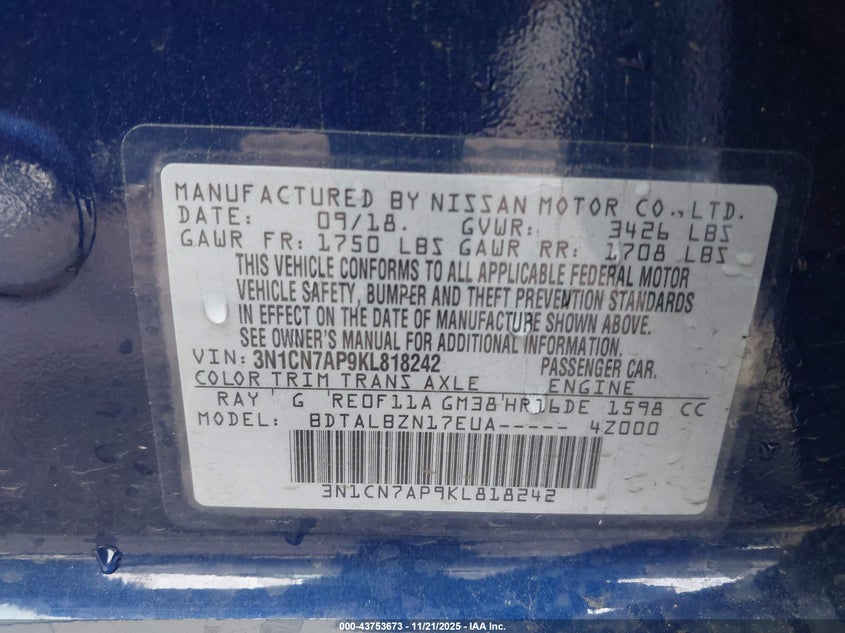 MANUFACTURED BY NISSAN MOTOR CO., LTD.
DATE: 09/18. GVWR: 3426 LBS
GAWR FR: 1750 LBS GAWR RR: 1708 LBS
THIS VEHICLE CONFORMS TO ALL APPLICABLE FEDERAL MOTOR
VEHICLE SAFETY, BUMPER AND THEFT PREVENTION STANDARDS
IN EFFECT ON THE DATE OF MANUFACTURE SHOWN ABOVE.
SEE OWNER'S MANUAL FOR ADDITIONAL INFORMATION
VIN: 3N1CN7AP9KL818242 PASSENGER CAR.
COLOR TRIM TRANS AXLE ENGINE
RAY G RE0F11A GM38 HR16DE 1598 CC
MODEL: BDTALBZN17EUA----- 4Z000
3N1CN7AP9KL818242
000-43753673 - 11/21/2025 - IAA Inc.